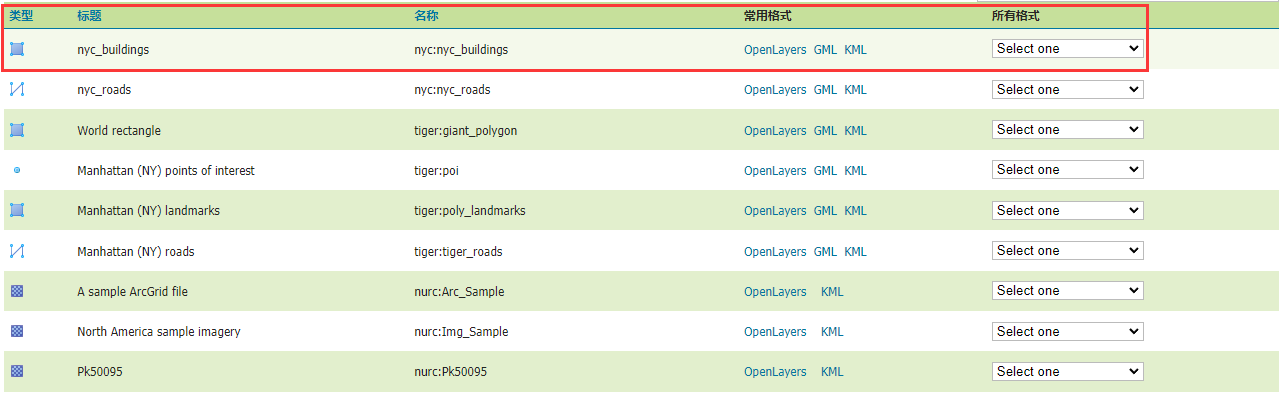 类型 标题 名称 常用格式 所有格式
nyc_buildings nyc:nyc_buildings OpenLayers GML KML Select one
nyc_roads nyc:nyc_roads OpenLayers GML KML Select one
World rectangle tiger:giant_polygon OpenLayers GML KML Select one
Manhattan (NY) points of interest tiger:poi OpenLayers GML KML Select one
Manhattan (NY) landmarks tiger:poly_landmarks OpenLayers GML KML Select one
Manhattan (NY) roads tiger:tiger_roads OpenLayers GML KML Select one
A sample ArcGrid file nurc:Arc_Sample OpenLayers KML Select one
North America sample imagery nurc:Img_Sample OpenLayers KML Select one
Pk50095 nurc:Pk50095 OpenLayers KML Select one